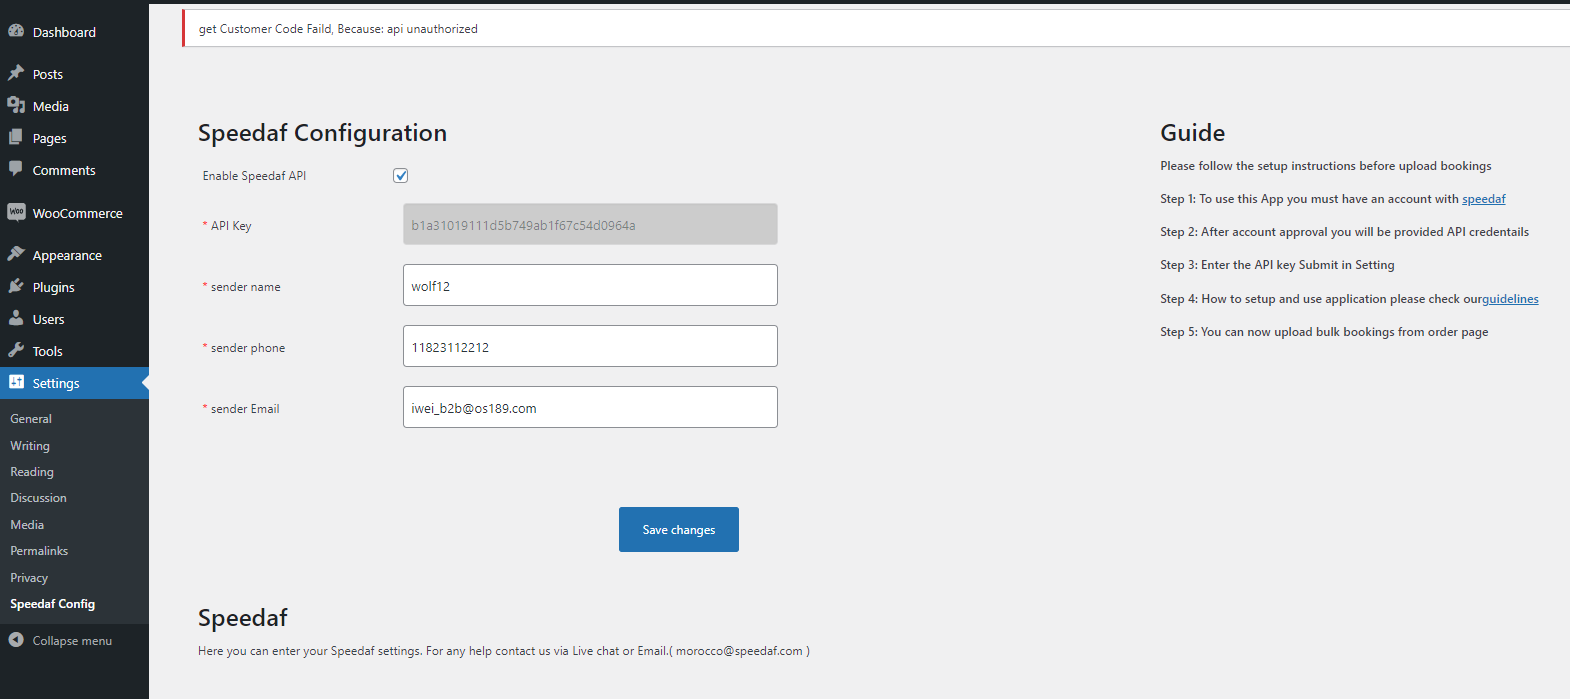 Dashboard
Posts
Media
Pages
Comments
WooCommerce
Appearance
Plugins
Users
Tools
Settings
General
Writing
Reading
Discussion
Media
Permalinks
Privacy
Speedaf Config
Collapse menu
get Customer Code Faild, Because: api unauthorized
Speedaf Configuration
Enable Speedaf API
* API Key
b1a31019111d5b749ab1f67c54d0964a
* sender name
wolf12
* sender phone
11823112212
* sender Email
iwei_b2b@os189.com
Save changes
Speedaf
Here you can enter your Speedaf settings. For any help contact us via Live chat or Email.( morocco@speedaf.com )
Guide
Please follow the setup instructions before upload bookings
Step 1: To use this App you must have an account with speedaf
Step 2: After account approval you will be provided API credentails
Step 3: Enter the API key Submit in Setting
Step 4: How to setup and use application please check ourguidelines
Step 5: You can now upload bulk bookings from order page